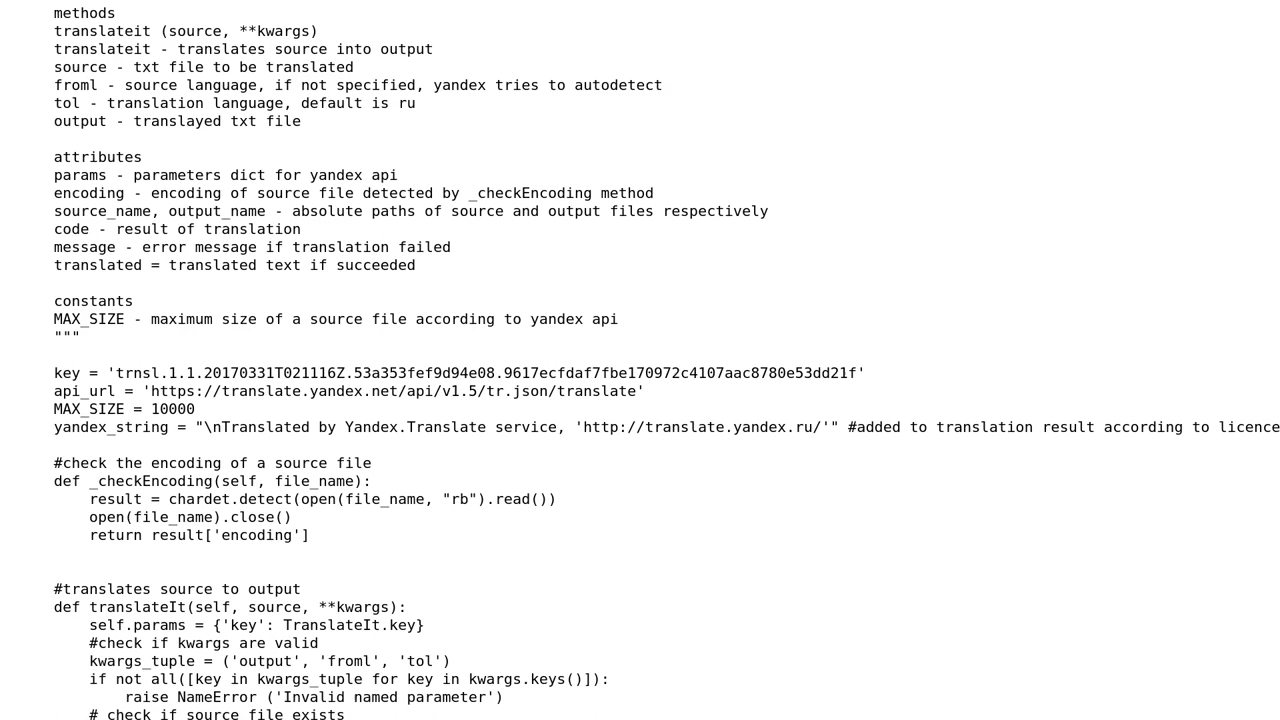 methods
translateit (source, **kwargs)
translateit - translates source into output
source - txt file to be translated
froml - source language, if not specified, yandex tries to autodetect
tol - translation language, default is ru
output - translayed txt file

attributes
params - parameters dict for yandex api
encoding - encoding of source file detected by _checkEncoding method
source_name, output_name - absolute paths of source and output files respectively
code - result of translation
message - error message if translation failed
translated = translated text if succeeded

constants
MAX_SIZE - maximum size of a source file according to yandex api
"""

key = 'trnsl.1.1.20170331T021116Z.53a353fef9d94e08.9617ecfdaf7fbe170972c4107aac8780e53dd21f'
api_url = 'https://translate.yandex.net/api/v1.5/tr.json/translate'
MAX_SIZE = 10000
yandex_string = "\nTranslated by Yandex.Translate service, 'http://translate.yandex.ru/'" #added to translation result according to licence

#check the encoding of a source file
def _checkEncoding(self, file_name):
    result = chardet.detect(open(file_name, "rb").read())
    open(file_name).close()
    return result['encoding']


#translates source to output
def translateIt(self, source, **kwargs):
    self.params = {'key': TranslateIt.key}
    #check if kwargs are valid
    kwargs_tuple = ('output', 'froml', 'tol')
    if not all([key in kwargs_tuple for key in kwargs.keys()]):
        raise NameError ('Invalid named parameter')
    # check if source file exists